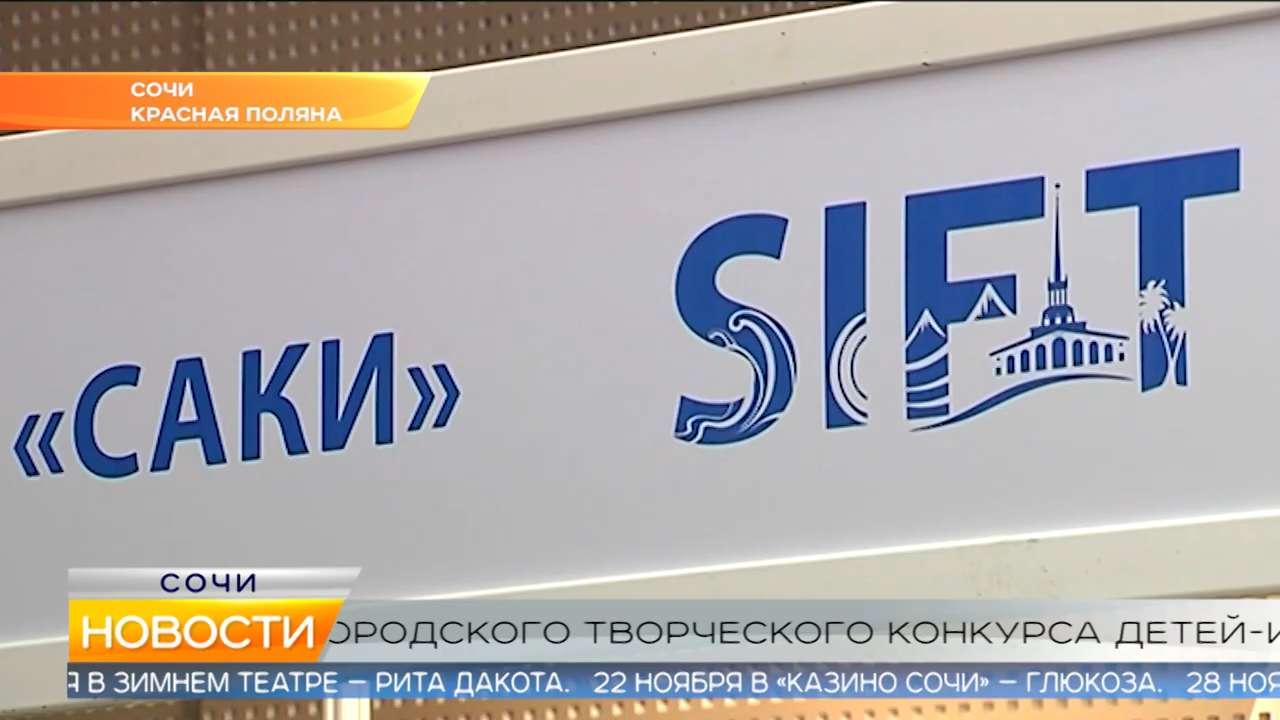 СОЧИ
КРАСНАЯ ПОЛЯНА
«САКИ»
SIFT
СОЧИ
НОВОСТИ
ОРОДСКОГО ТВОРЧЕСКОГО КОНКУРСА ДЕТЕЙ-И
Я В ЗИМНЕМ ТЕАТРЕ – РИТА ДАКОТА. 22 НОЯБРЯ В «КАЗИНО СОЧИ» – ГЛЮКОЗА. 28 НОЯ